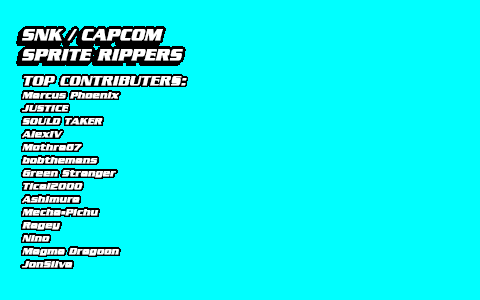 SNK / CAPCOM
SPRITE RIPPERS
TOP CONTRIBUTERS:
Marcus Phoenix
JUSTICE
SOULD TAKER
AlexIV
Mothra07
bobthemans
Green Stranger
Tical2000
Ashimura
Mecha-Pichu
Ragey
Nino
Magma Dragoon
JonSilva